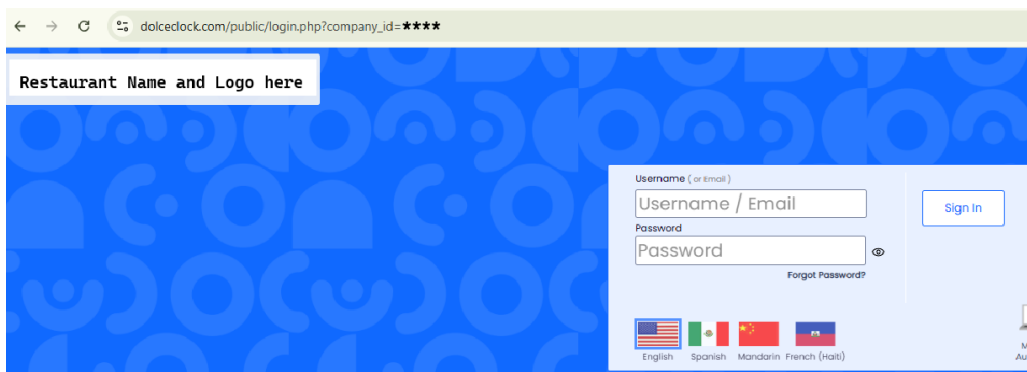 dolceclock.com/public/login.php?company_id=****
Restaurant Name and Logo here
Username ( or Email )
Username / Email
Sign In
Password
Password
Forgot Password?
English Spanish Mandarin French (Haiti)